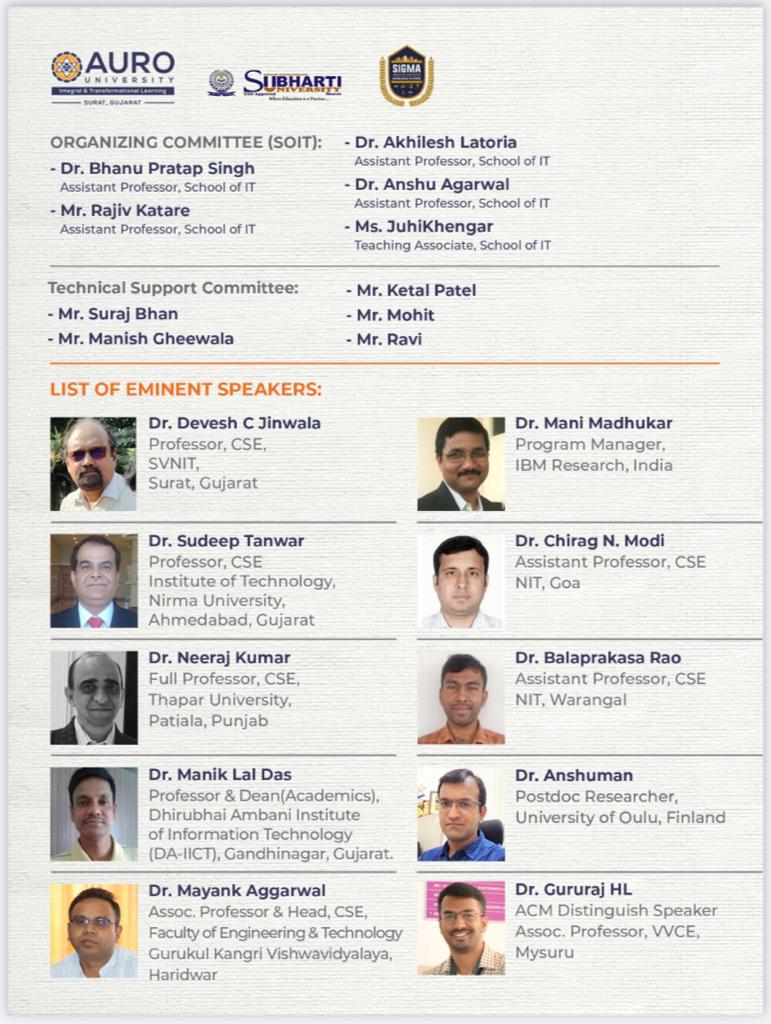 AURO
UNIVERSITY
Integral & Transformational Learning
SURAT, GUJARAT
SUBHARTI
UNIVERSITY
Where Education is a Passion...
SIGMA
ORGANIZING COMMITTEE (SOIT):
- Dr. Bhanu Pratap Singh
Assistant Professor, School of IT
- Mr. Rajiv Katare
Assistant Professor, School of IT
- Dr. Akhilesh Latoria
Assistant Professor, School of IT
- Dr. Anshu Agarwal
Assistant Professor, School of IT
- Ms. JuhiKhengar
Teaching Associate, School of IT
Technical Support Committee:
- Mr. Suraj Bhan
- Mr. Manish Gheewala
- Mr. Ketal Patel
- Mr. Mohit
- Mr. Ravi
LIST OF EMINENT SPEAKERS:
Dr. Devesh C Jinwala
Professor, CSE,
SVNIT,
Surat, Gujarat
Dr. Mani Madhukar
Program Manager,
IBM Research, India
Dr. Sudeep Tanwar
Professor, CSE
Institute of Technology,
Nirma University,
Ahmedabad, Gujarat
Dr. Chirag N. Modi
Assistant Professor, CSE
NIT, Goa
Dr. Neeraj Kumar
Full Professor, CSE,
Thapar University,
Patiala, Punjab
Dr. Balaprakasa Rao
Assistant Professor, CSE
NIT, Warangal
Dr. Manik Lal Das
Professor & Dean(Academics),
Dhirubhai Ambani Institute
of Information Technology
(DA-IICT), Gandhinagar, Gujarat.
Dr. Anshuman
Postdoc Researcher,
University of Oulu, Finland
Dr. Mayank Aggarwal
Assoc. Professor & Head, CSE,
Faculty of Engineering & Technology
Gurukul Kangri Vishwavidyalaya,
Haridwar
Dr. Gururaj HL
ACM Distinguish Speaker
Assoc. Professor, VVCE,
Mysuru